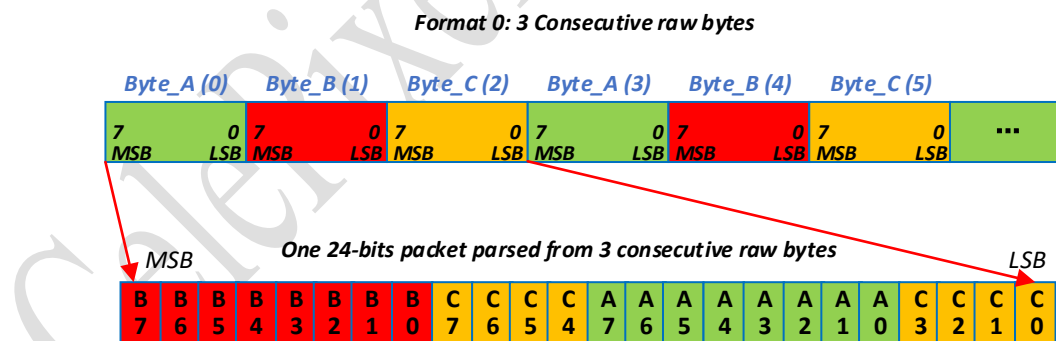 Format 0: 3 Consecutive raw bytes
Byte_A (0) Byte_B (1) Byte_C (2) Byte_A (3) Byte_B (4) Byte_C (5)
7 0 7 0 7 0 7 0 7 0 7 0 ...
MSB LSB MSB LSB MSB LSB MSB LSB MSB LSB MSB LSB
One 24-bits packet parsed from 3 consecutive raw bytes
MSB LSB
B B B B B B B B C C C C A A A A A A A A C C C C
7 6 5 4 3 2 1 0 7 6 5 4 7 6 5 4 3 2 1 0 3 2 1 0
CelePixel